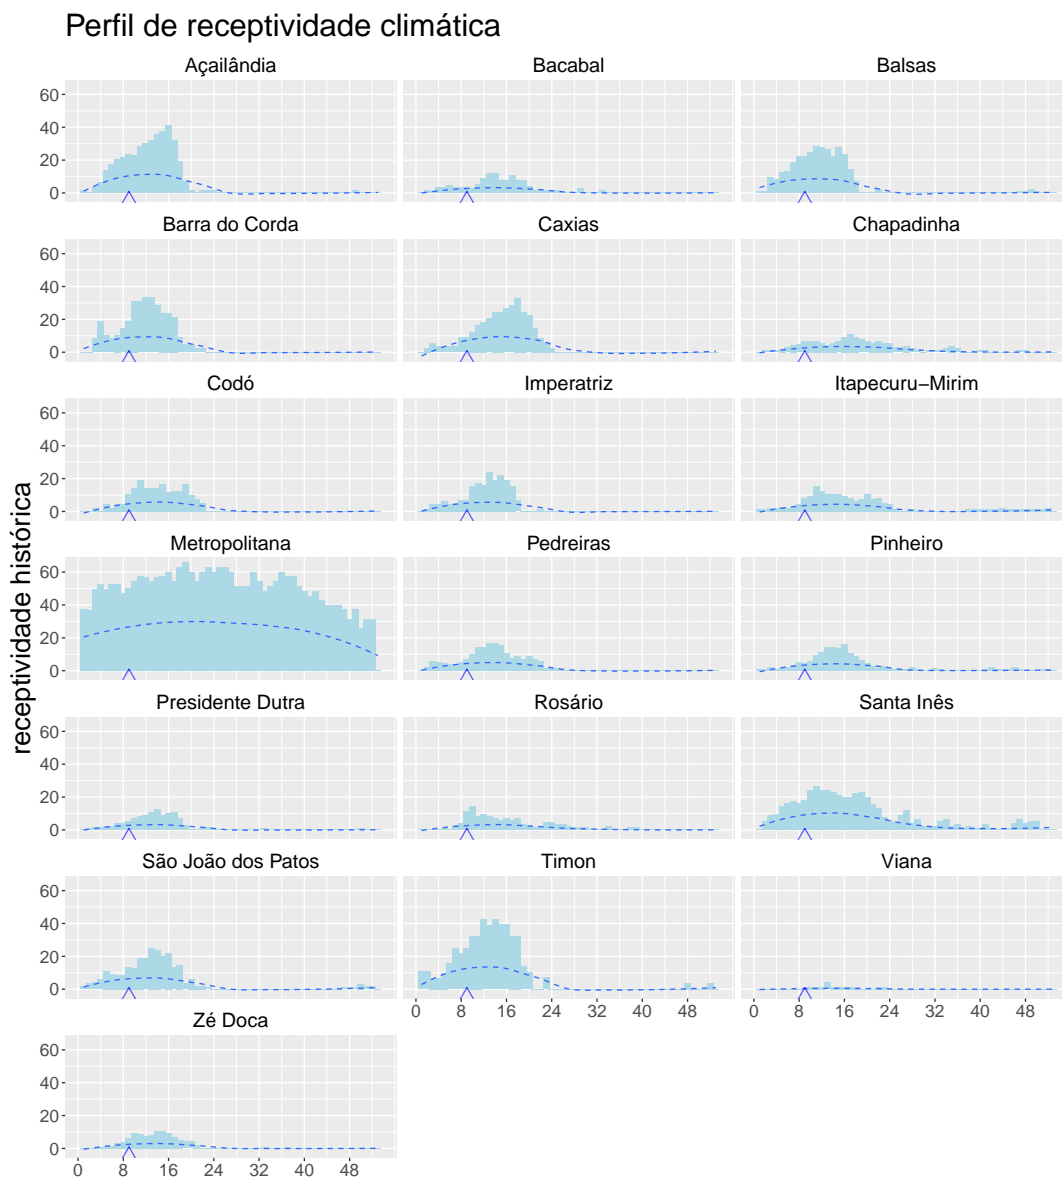 Perfil de receptividade climática
Açailândia Bacabal Balsas
60
40
20
0
Barra do Corda Caxias Chapadinha
60
40
20
0
Codó Imperatriz Itapecuru−Mirim
60
40
20
0
receptividade histórica
Metropolitana Pedreiras Pinheiro
60
40
20
0
Presidente Dutra Rosário Santa Inês
60
40
20
0
São João dos Patos Timon Viana
60
40
20
0
0 8 16 24 32 40 48 0 8 16 24 32 40 48
Zé Doca
60
40
20
0
0 8 16 24 32 40 48